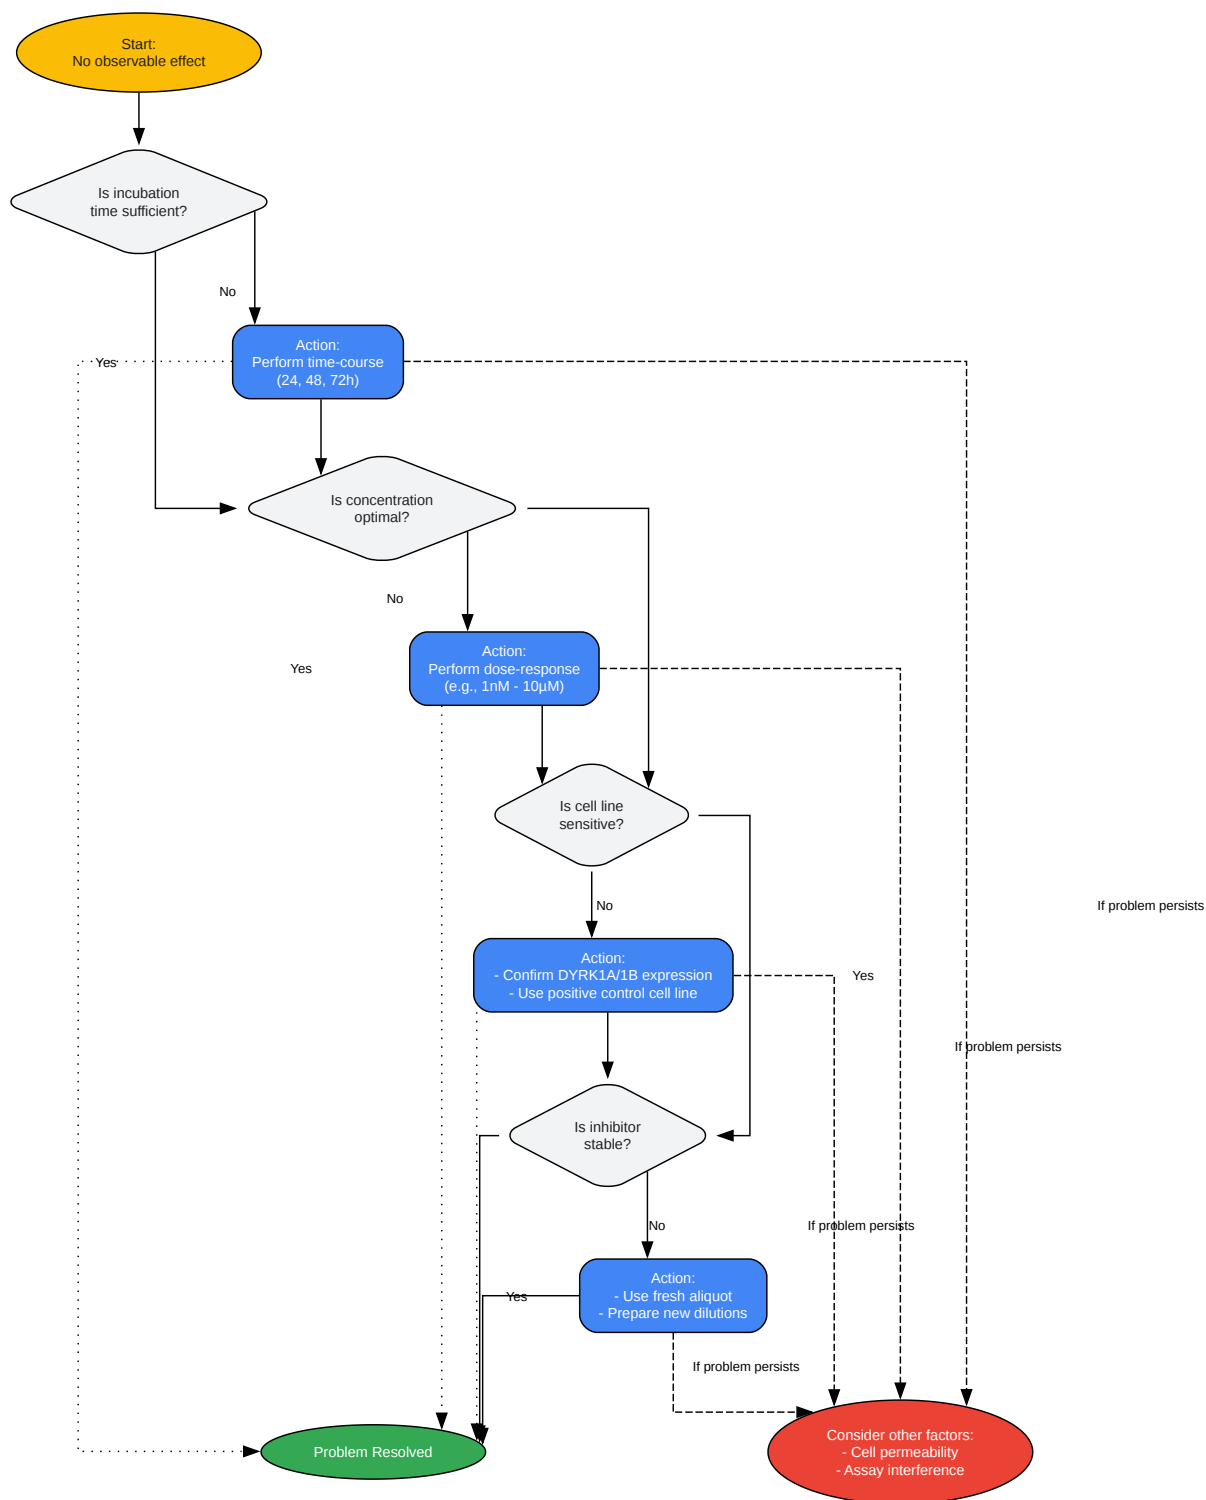 Start:
No observable effect
Is incubation
time sufficient?
No
Action:
Perform time-course
(24, 48, 72h)
Yes
Is concentration
optimal?
No
Action:
Perform dose-response
(e.g., 1nM - 10µM)
Yes
Is cell line
sensitive?
No
If problem persists
Action:
- Confirm DYRK1A/1B expression
- Use positive control cell line
Yes
If problem persists
Is inhibitor
stable?
No
If problem persists
Action:
- Use fresh aliquot
- Prepare new dilutions
Yes
If problem persists
Problem Resolved
Consider other factors:
- Cell permeability
- Assay interference